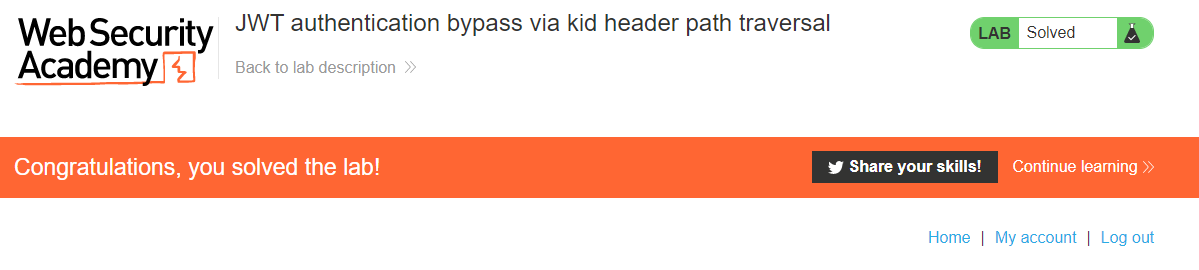 Web Security
Academy
JWT authentication bypass via kid header path traversal
Back to lab description
LAB Solved
Congratulations, you solved the lab!
Share your skills!
Continue learning
Home | My account | Log out